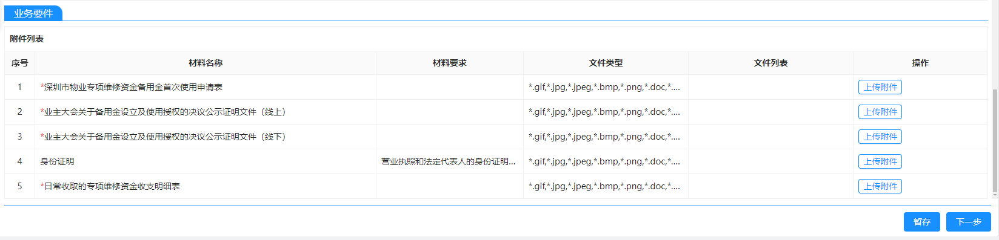 业务要件
附件列表
序号 材料名称 材料要求 文件类型 文件列表 操作
1 *深圳市物业专项维修资金备用金首次使用申请表 *.gif,*.jpg,*.jpeg,*.bmp,*.png,*.doc,*.... 上传附件
2 *业主大会关于备用金设立及使用授权的决议公示证明文件（线上） *.gif,*.jpg,*.jpeg,*.bmp,*.png,*.doc,*.... 上传附件
3 *业主大会关于备用金设立及使用授权的决议公示证明文件（线下） *.gif,*.jpg,*.jpeg,*.bmp,*.png,*.doc,*.... 上传附件
4 身份证明 营业执照和法定代表人的身份证明... *.gif,*.jpg,*.jpeg,*.bmp,*.png,*.doc,*.... 上传附件
5 *日常收取的专项维修资金收支明细表 *.gif,*.jpg,*.jpeg,*.bmp,*.png,*.doc,*.... 上传附件
暂存 下一步